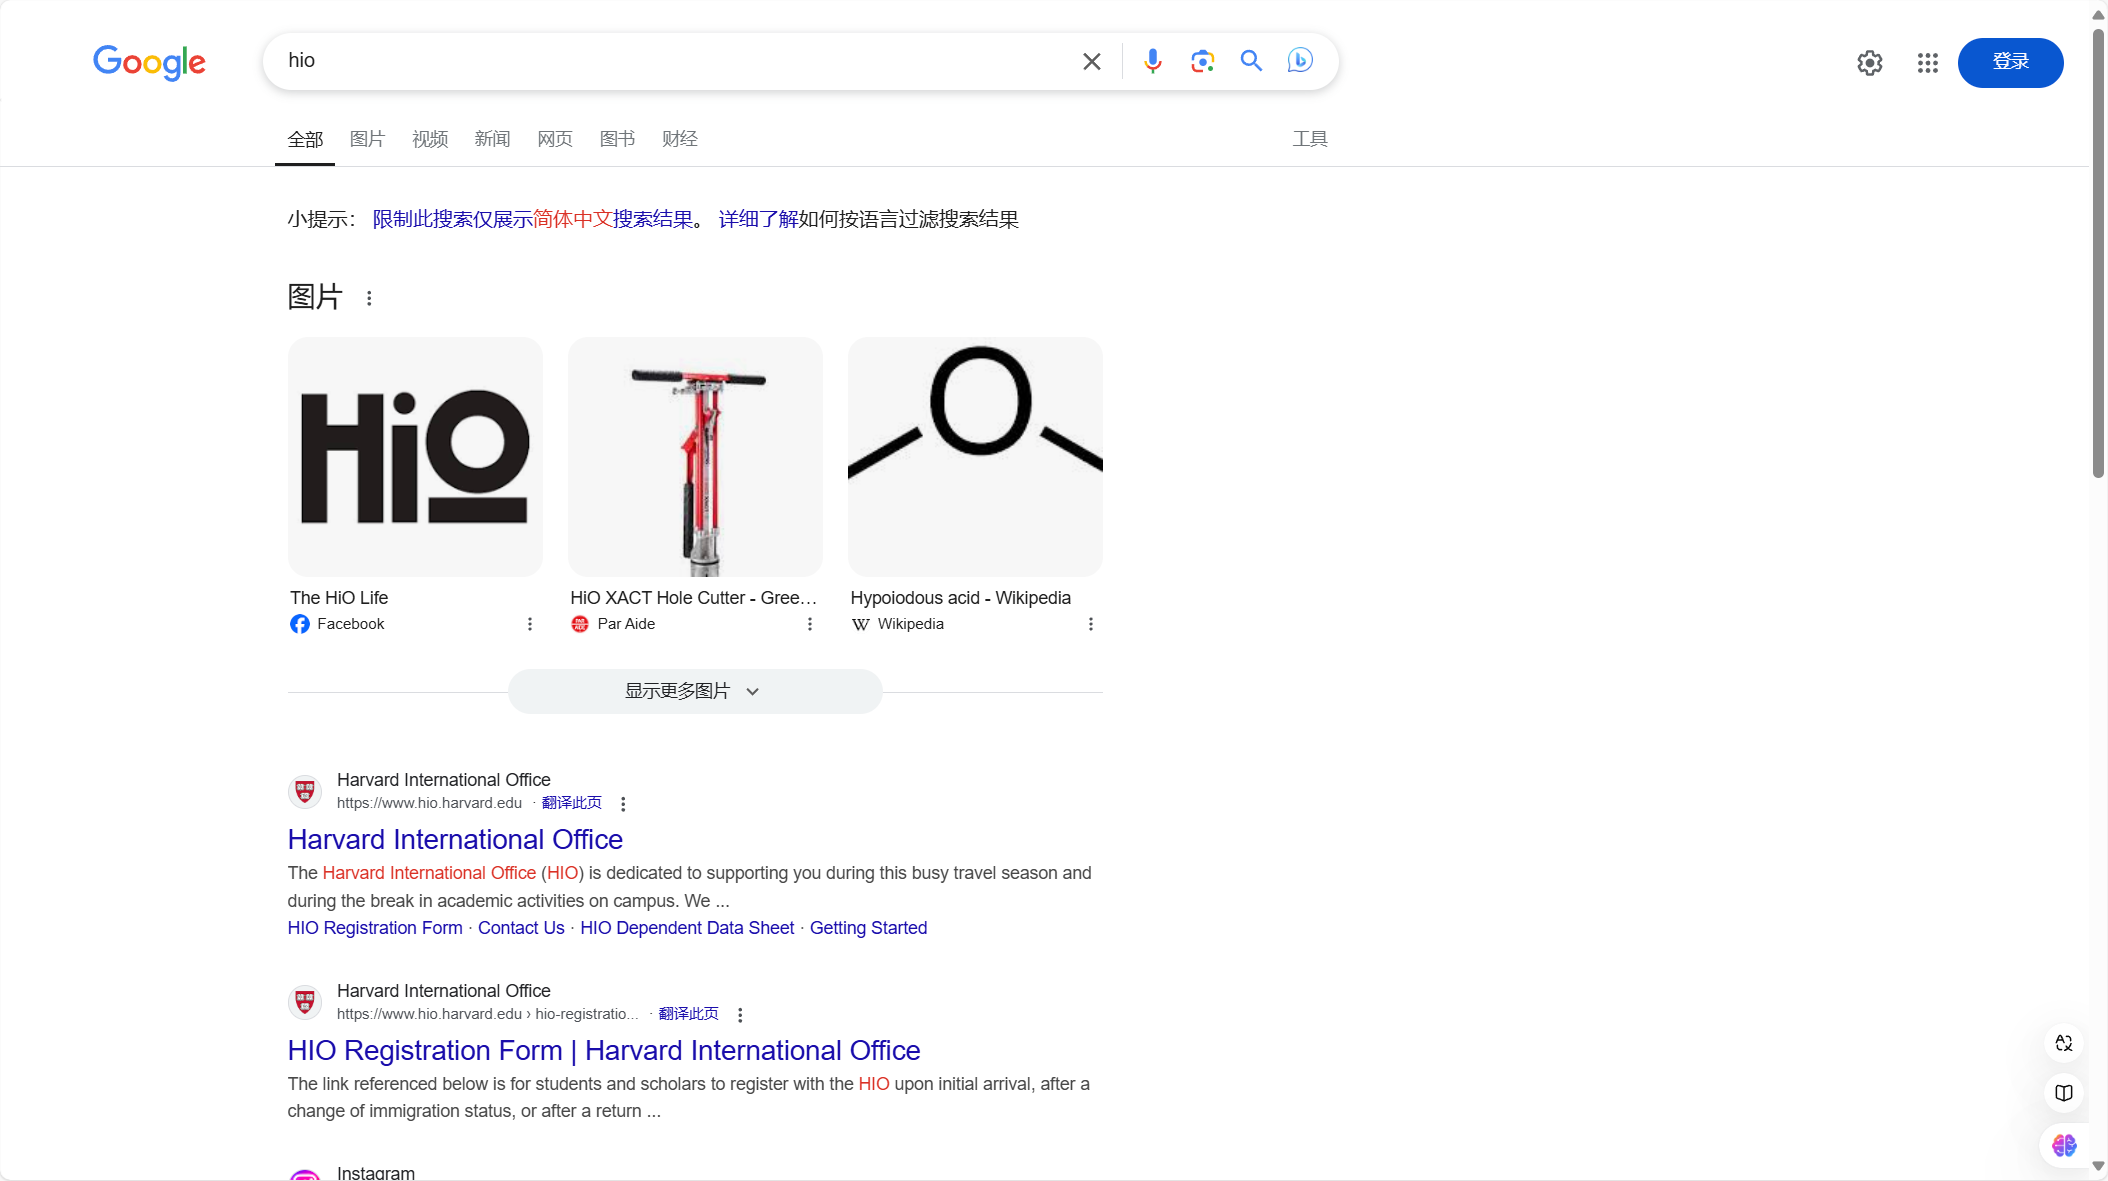 Google
hio
登录
全部 图片 视频 新闻 网页 图书 财经 工具
小提示： 限制此搜索仅展示简体中文搜索结果。 详细了解如何按语言过滤搜索结果
图片
HiO
O
The HiO Life
Facebook
HiO XACT Hole Cutter - Gree...
Par Aide
Hypoiodous acid - Wikipedia
Wikipedia
显示更多图片
Harvard International Office
https://www.hio.harvard.edu · 翻译此页
Harvard International Office
The Harvard International Office (HIO) is dedicated to supporting you during this busy travel season and
during the break in academic activities on campus. We ...
HIO Registration Form · Contact Us · HIO Dependent Data Sheet · Getting Started
Harvard International Office
https://www.hio.harvard.edu › hio-registratio... · 翻译此页
HIO Registration Form | Harvard International Office
The link referenced below is for students and scholars to register with the HIO upon initial arrival, after a
change of immigration status, or after a return ...
Instagram